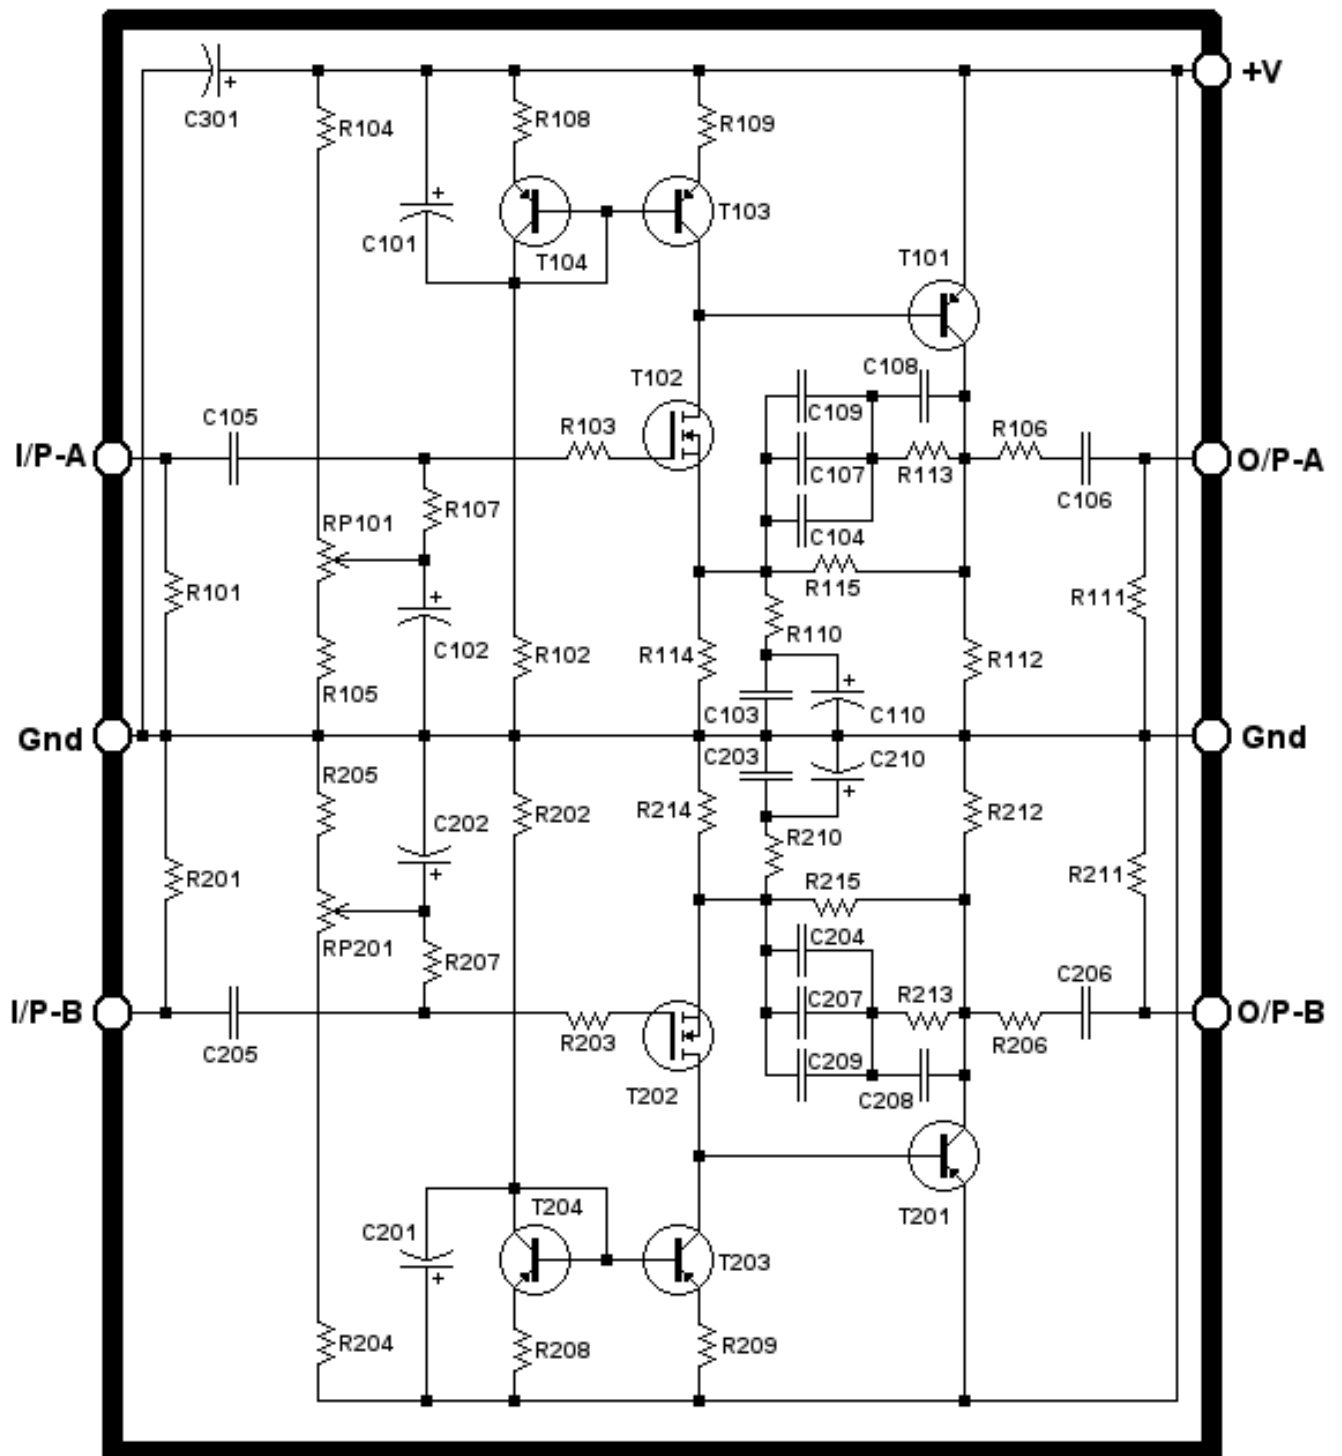 +V
C301
+
R104
R108
R109
+
C101
T104
T103
T101
T102
C108
C109
C105
R103
R106
I/P-A
O/P-A
C107
R113
C106
R107
RP101
C104
R115
R101
+
R111
C102
R102
R114
R110
R112
R105
+
C103
C110
Gnd
Gnd
C203
C210
R205
+
R214
R202
R212
C202
R210
+
R201
R215
R211
RP201
R207
C204
C206
I/P-B
C207
R213
O/P-B
C205
R203
R206
C209
T202
C208
T204
T201
C201
+
T203
R204
R208
R209